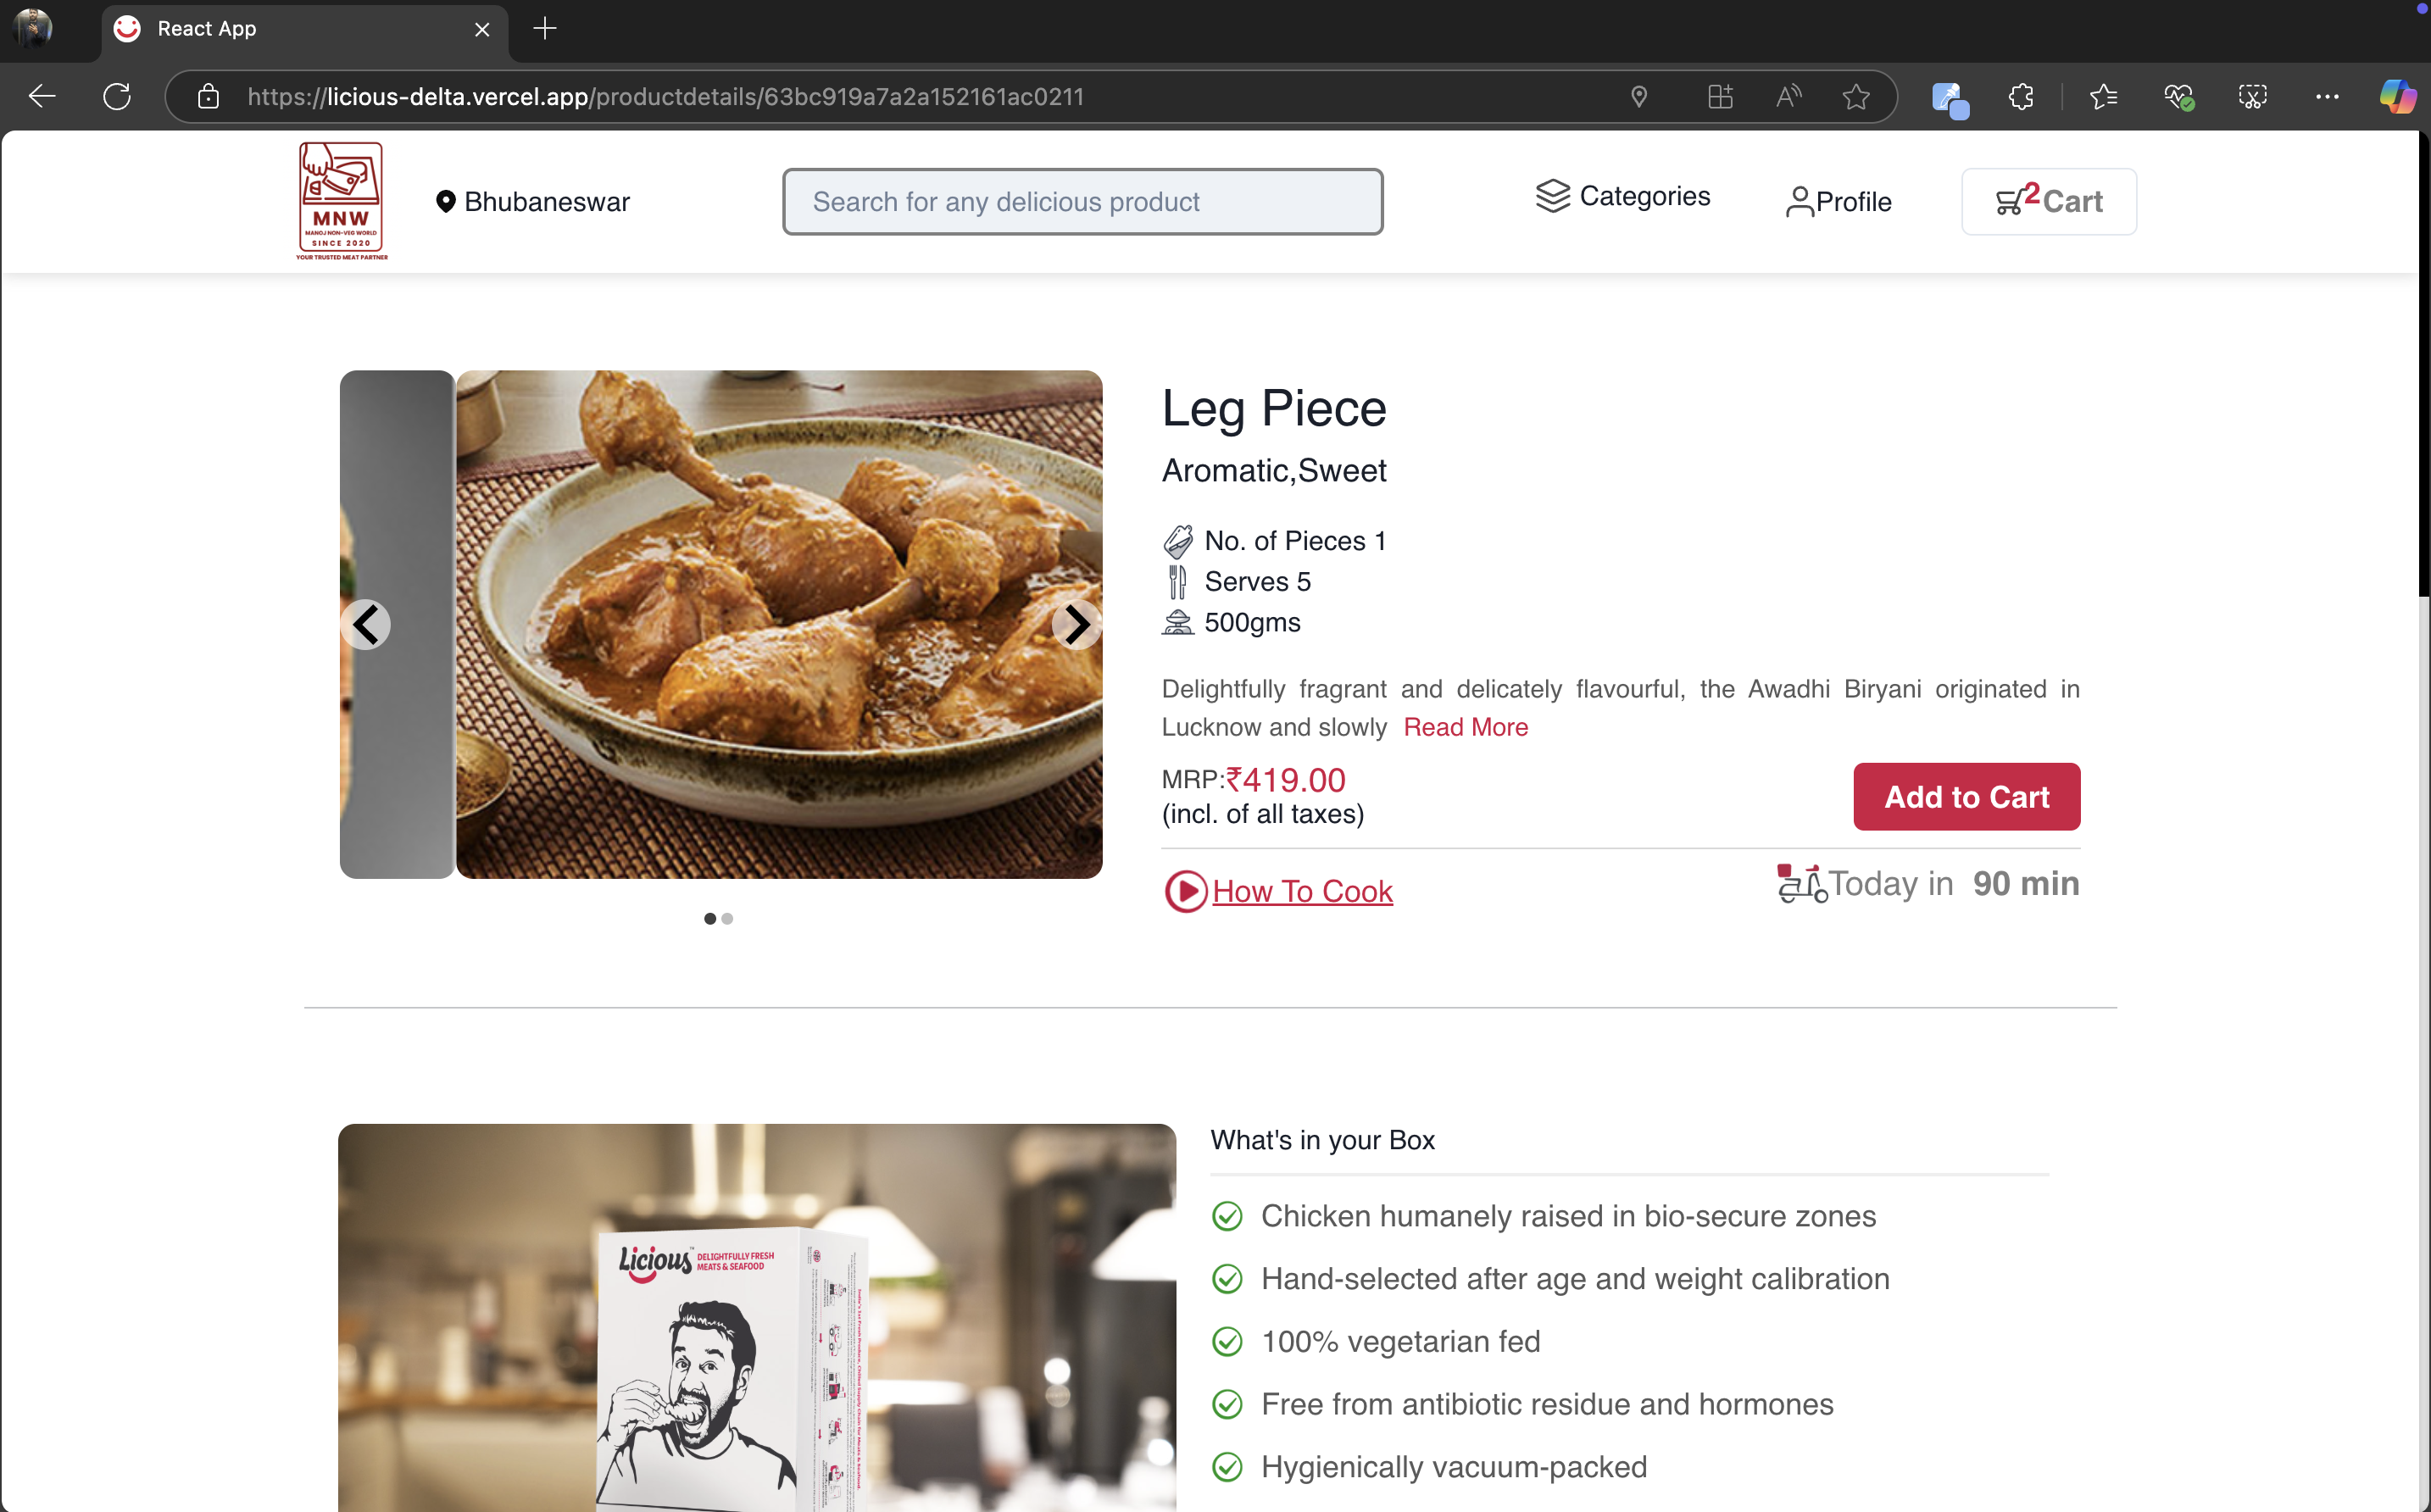 React App
https://licious-delta.vercel.app/productdetails/63bc919a7a2a152161ac0211
MNW
MANOJ NON-VEG WORLD
SINCE 2020
YOUR TRUSTED MEAT PARTNER
Bhubaneswar
Search for any delicious product
Categories
Profile
2 Cart
Leg Piece
Aromatic,Sweet
No. of Pieces 1
Serves 5
500gms
Delightfully fragrant and delicately flavourful, the Awadhi Biryani originated in
Lucknow and slowly Read More
MRP:₹419.00
(incl. of all taxes)
Add to Cart
How To Cook
Today in 90 min
What's in your Box
Chicken humanely raised in bio-secure zones
Hand-selected after age and weight calibration
100% vegetarian fed
Free from antibiotic residue and hormones
Hygienically vacuum-packed
Licious™ DELIGHTFULLY FRESH
MEATS & SEAFOOD